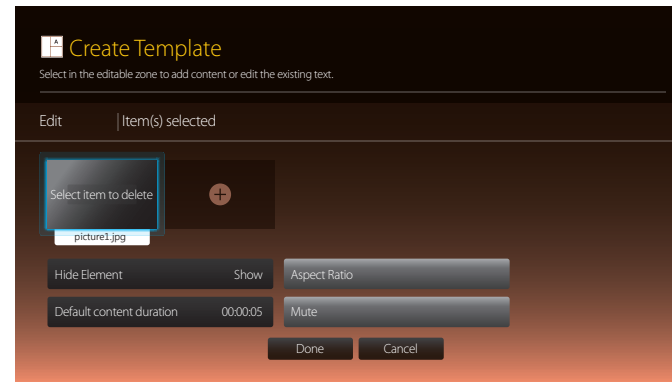 A
Create Template
Select in the editable zone to add content or edit the existing text.
Edit | Item(s) selected
Select item to delete
picture1.jpg
Hide Element Show Aspect Ratio
Default content duration 00:00:05 Mute
Done Cancel